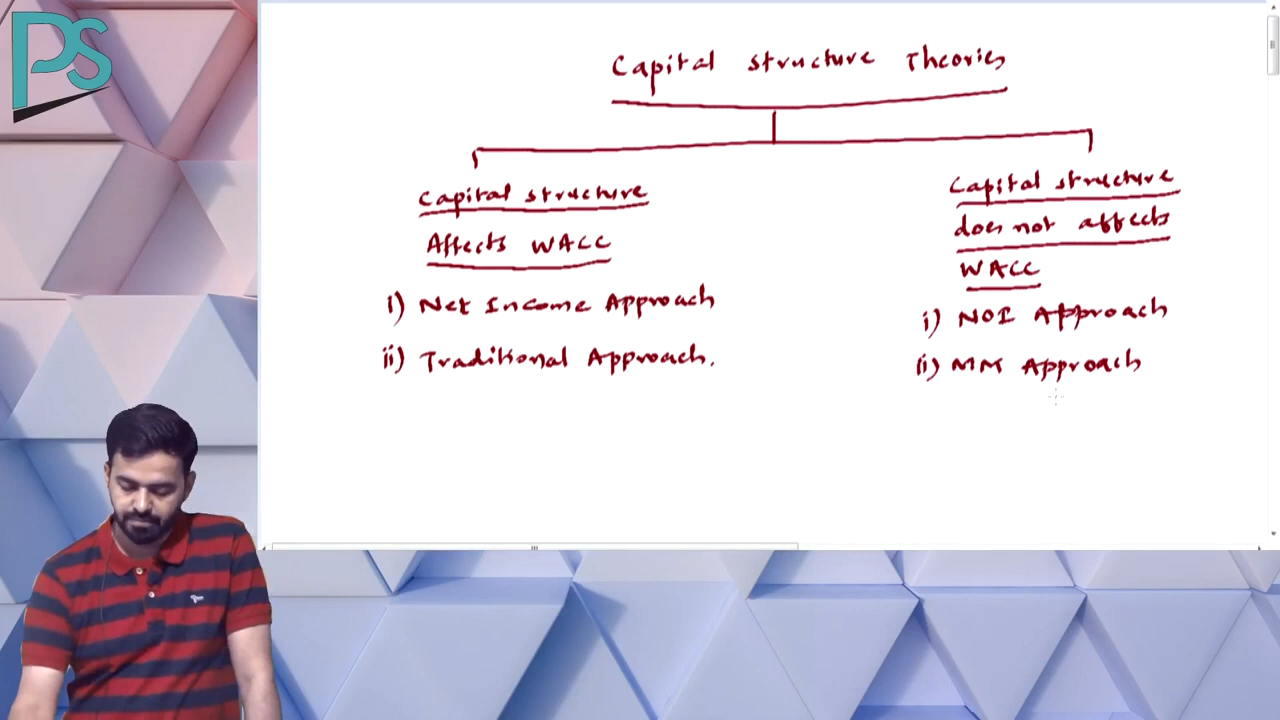 PS
Capital structure Theories
Capital structure
Affects WACC
i) Net Income Approach
ii) Traditional Approach.
Capital structure
does not affects
WACC
i) NOI Approach
ii) MM Approach